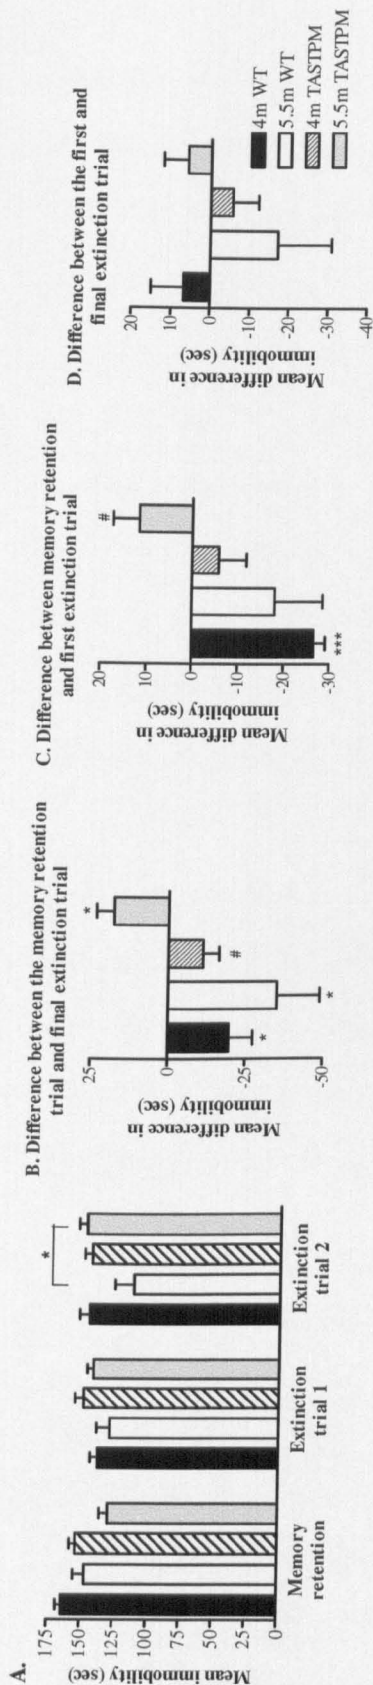 A.
Mean immobility (sec)
175
150
125
100
75
50
25
0
*
Memory
retention
Extinction
trial 1
Extinction
trial 2
B. Difference between the memory retention
trial and final extinction trial
Mean difference in
immobility (sec)
25
0
-25
-50
*
*
#
*
C. Difference between memory retention
and first extinction trial
Mean difference in
immobility (sec)
20
10
0
-10
-20
-30
***
#
D. Difference between the first and
final extinction trial
Mean difference in
immobility (sec)
20
10
0
-10
-20
-30
-40
4m WT
5.5m WT
4m TASTPM
5.5m TASTPM